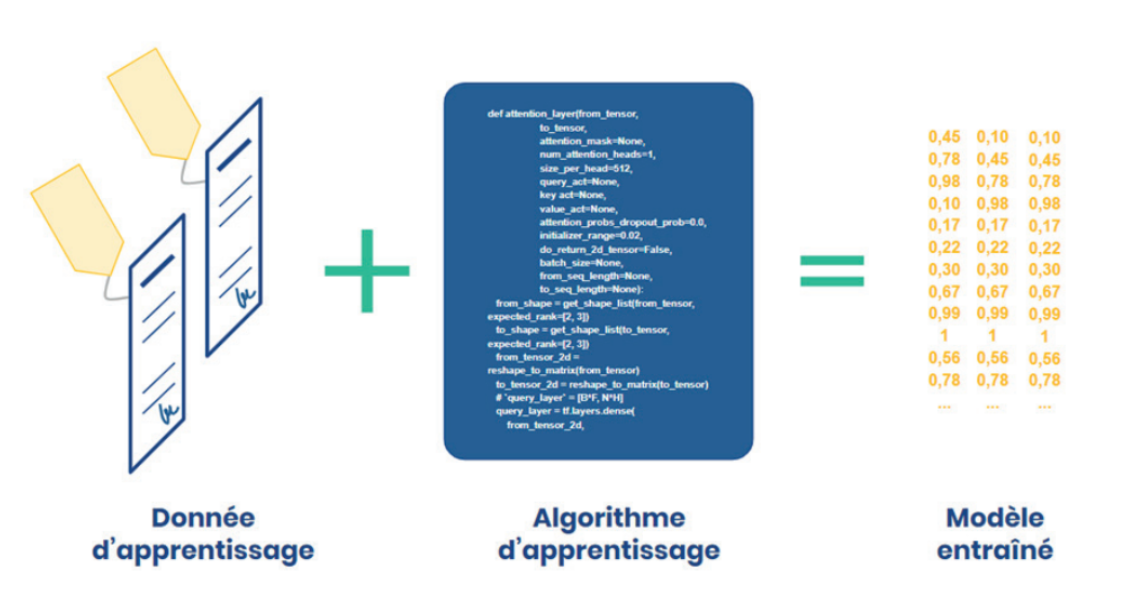 def attention_layer(from_tensor,
to_tensor,
attention_mask=None,
num_attention_heads=1,
size_per_head=512,
query_act=None,
key act=None,
value_act=None,
attention_probs_dropout_prob=0.0,
initializer_range=0.02,
do_return_2d_tensor=False,
batch_size=None,
from_seq_length=None,
to_seq_length=None):
from_shape = get_shape_list(from_tensor,
expected_rank=[2, 3])
to_shape = get_shape_list(to_tensor,
expected_rank=[2, 3])
from_tensor_2d =
reshape_to_matrix(from_tensor)
to_tensor_2d = reshape_to_matrix(to_tensor)
# 'query_layer' = [B*F, N*H]
query_layer = tf.layers.dense(
from_tensor_2d,
+
=
0,45 0,10 0,10
0,78 0,45 0,45
0,98 0,78 0,78
0,10 0,98 0,98
0,17 0,17 0,17
0,22 0,22 0,22
0,30 0,30 0,30
0,67 0,67 0,67
0,99 0,99 0,99
1 1 1
0,56 0,56 0,56
0,78 0,78 0,78
... ... ...
Donnée
d'apprentissage
Algorithme
d'apprentissage
Modèle
entraîné